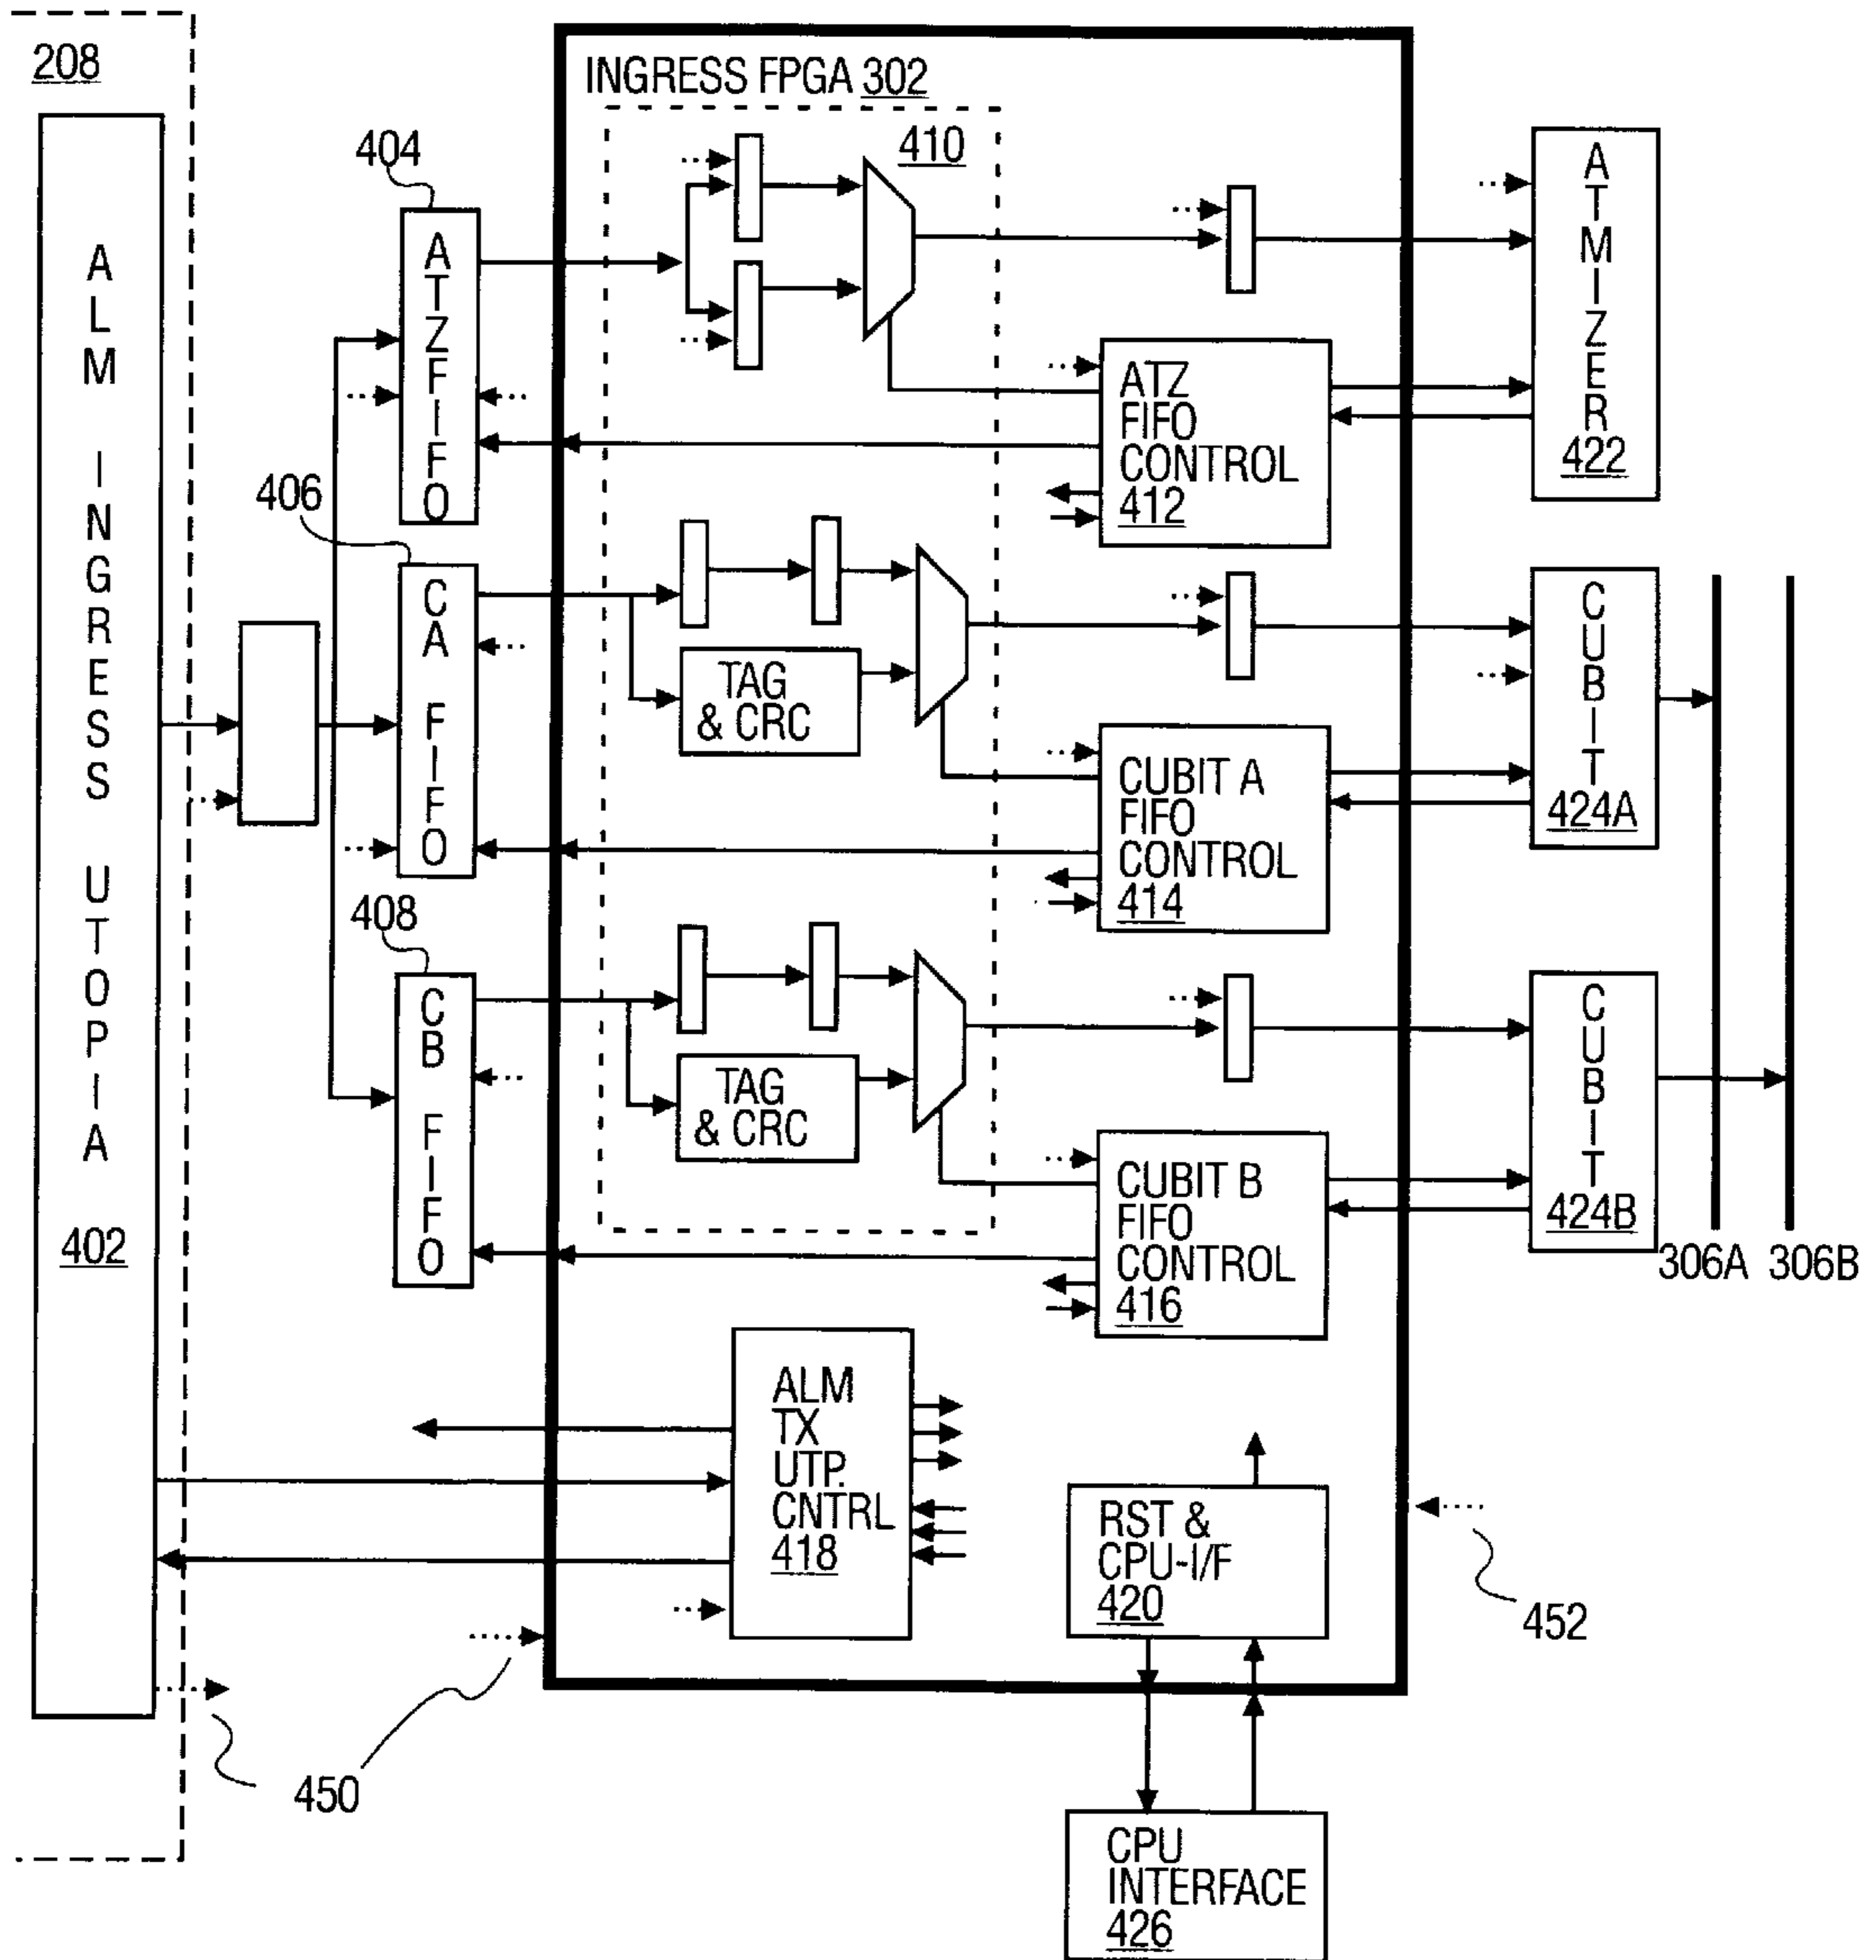 208
INGRESS FPGA 302
410
404
ATMIZER
422
ALM INGRESS UTOPIA
402
ATZFIFO
ATZ
FIFO
CONTROL
412
406
CA FIFO
CUBIT
424A
TAG
& CRC
CUBIT A
FIFO
CONTROL
414
408
CB FIFO
CUBIT
424B
TAG
& CRC
CUBIT B
FIFO
CONTROL
416
306A
306B
ALM
TX
UTP.
CNTRL
418
RST &
CPU-I/F
420
452
450
CPU
INTERFACE
426